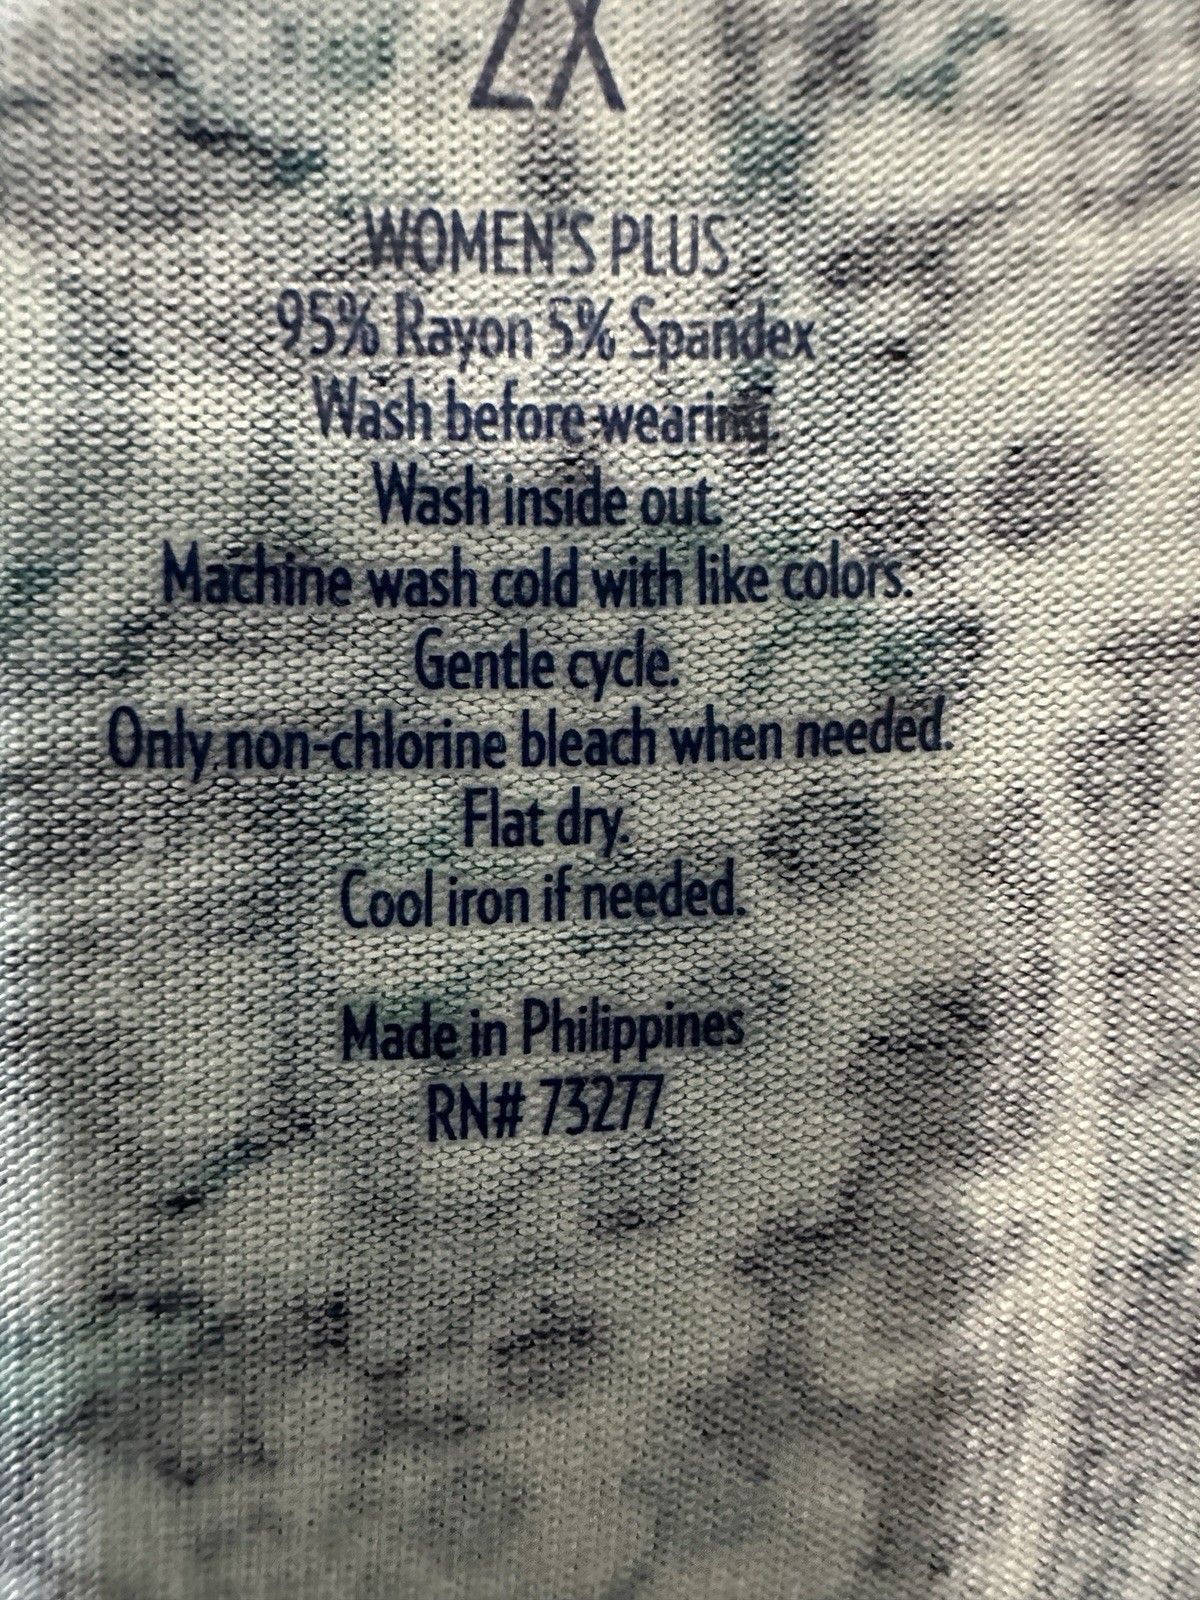 2X
WOMEN'S PLUS
95% Rayon 5% Spandex
Wash before wearing.
Wash inside out.
Machine wash cold with like colors.
Gentle cycle.
Only non-chlorine bleach when needed.
Flat dry.
Cool iron if needed.
Made in Philippines
RN# 73277